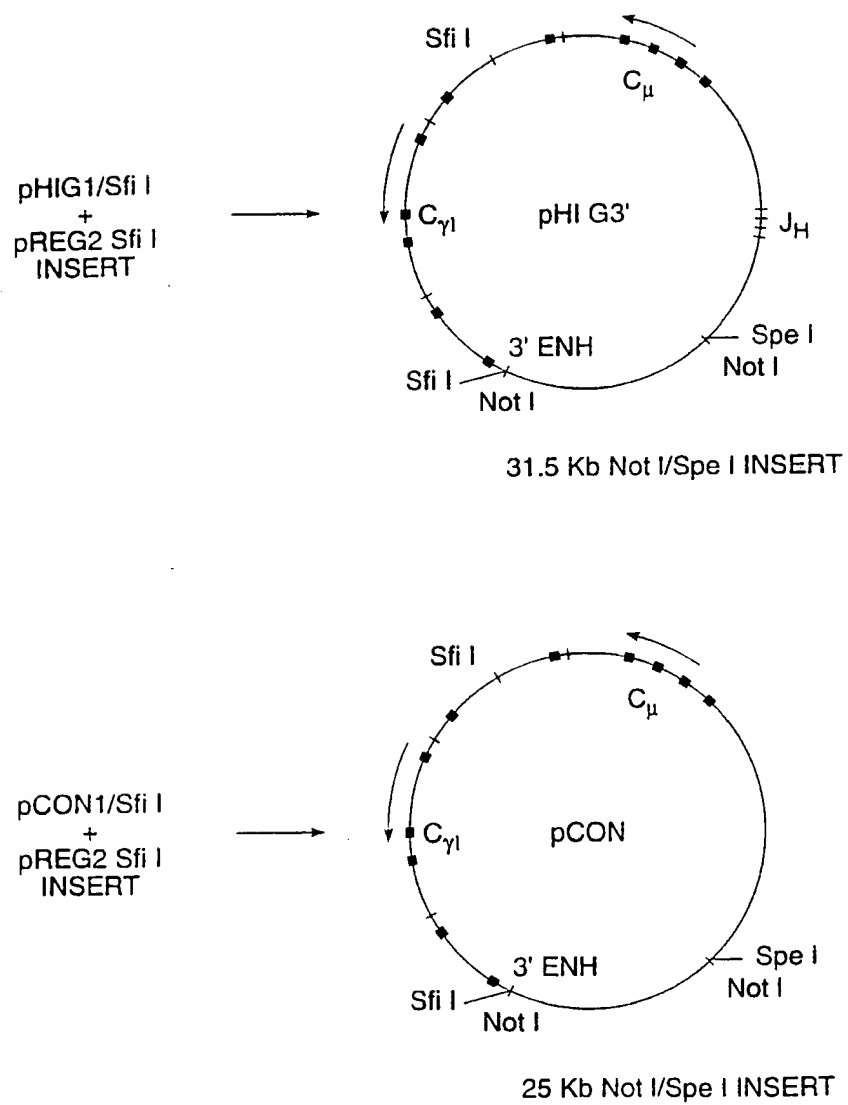 Sfi I
Cμ
pHIG1/Sfi I
+
pREG2 Sfi I
INSERT
Cγl
pHI G3'
JH
3' ENH
Spe I
Not I
Sfi I
Not I
31.5 Kb Not I/Spe I INSERT
Sfi I
Cμ
pCON1/Sfi I
+
pREG2 Sfi I
INSERT
Cγl
pCON
3' ENH
Spe I
Not I
Sfi I
Not I
25 Kb Not I/Spe I INSERT